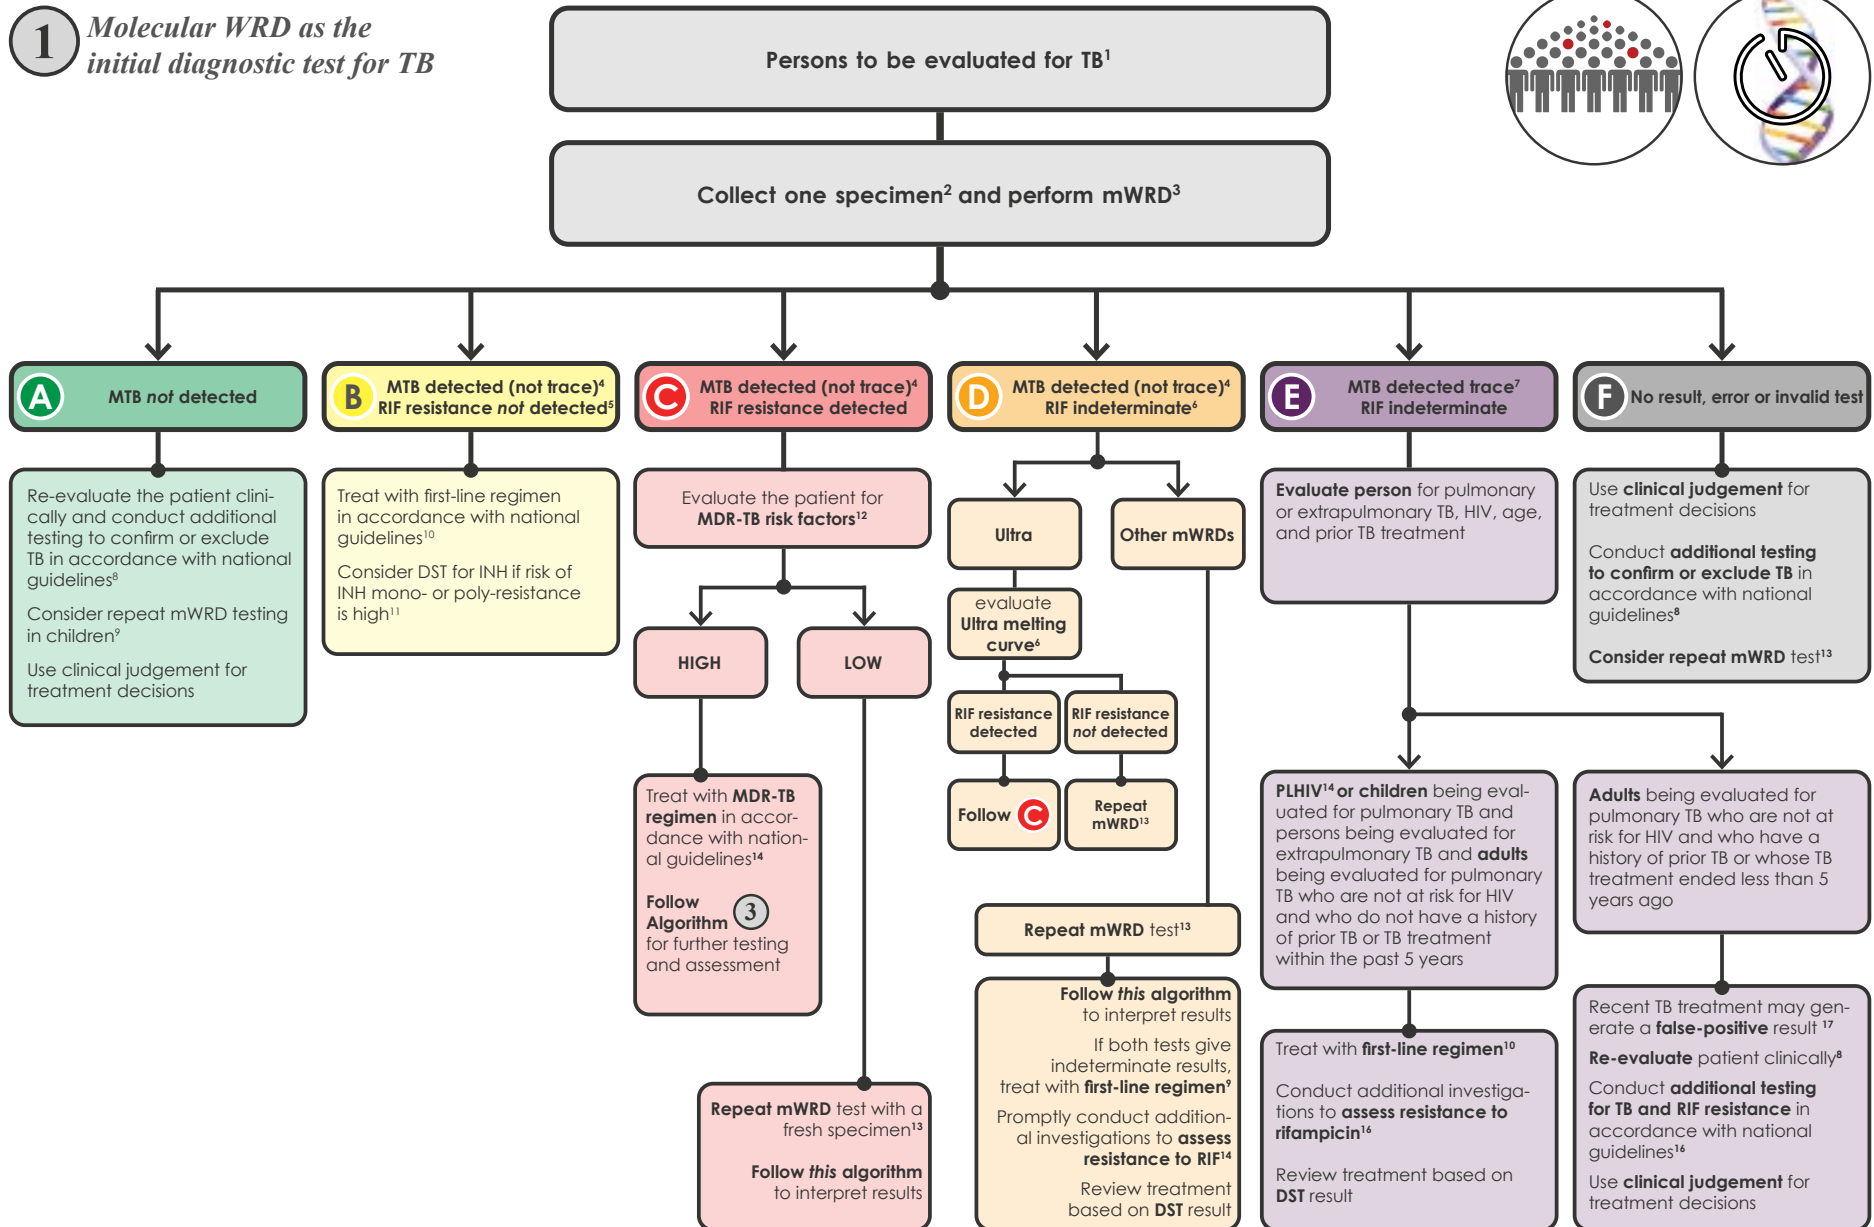 1
Molecular WRD as the
initial diagnostic test for TB
Persons to be evaluated for TB¹
Collect one specimen² and perform mWRD³
A
MTB not detected
Re-evaluate the patient clini-
cally and conduct additional
testing to confirm or exclude
TB in accordance with national
guidelines⁸
Consider repeat mWRD testing
in children⁹
Use clinical judgement for
treatment decisions
B
MTB detected (not trace)⁴
RIF resistance not detected⁵
Treat with first-line regimen
in accordance with national
guidelines¹⁰
Consider DST for INH if risk of
INH mono- or poly-resistance
is high¹¹
C
MTB detected (not trace)⁴
RIF resistance detected
Evaluate the patient for
MDR-TB risk factors¹²
HIGH
LOW
Treat with MDR-TB
regimen in accor-
dance with nation-
al guidelines¹⁴
Follow
Algorithm 3
for further testing
and assessment
Repeat mWRD test with a
fresh specimen¹³
Follow this algorithm
to interpret results
D
MTB detected (not trace)⁴
RIF indeterminate⁶
Ultra
Other mWRDs
evaluate
Ultra melting
curve⁶
RIF resistance
detected
RIF resistance
not detected
Follow C
Repeat
mWRD¹³
Repeat mWRD test¹³
Follow this algorithm
to interpret results
If both tests give
indeterminate results,
treat with first-line regimen⁹
Promptly conduct addition-
al investigations to assess
resistance to RIF¹⁴
Review treatment
based on DST result
E
MTB detected trace⁷
RIF indeterminate
Evaluate person for pulmonary
or extrapulmonary TB, HIV, age,
and prior TB treatment
PLHIV¹⁴ or children being eval-
uated for pulmonary TB and
persons being evaluated for
extrapulmonary TB and adults
being evaluated for pulmonary
TB who are not at risk for HIV
and who do not have a history
of prior TB or TB treatment
within the past 5 years
Treat with first-line regimen¹⁰
Conduct additional investiga-
tions to assess resistance to
rifampicin¹⁶
Review treatment based on
DST result
Adults being evaluated for
pulmonary TB who are not at
risk for HIV and who have a
history of prior TB or whose TB
treatment ended less than 5
years ago
Recent TB treatment may gen-
erate a false-positive result ¹⁷
Re-evaluate patient clinically⁸
Conduct additional testing
for TB and RIF resistance in
accordance with national
guidelines¹⁶
Use clinical judgement for
treatment decisions
F
No result, error or invalid test
Use clinical judgement for
treatment decisions
Conduct additional testing
to confirm or exclude TB in
accordance with national
guidelines⁸
Consider repeat mWRD test¹³